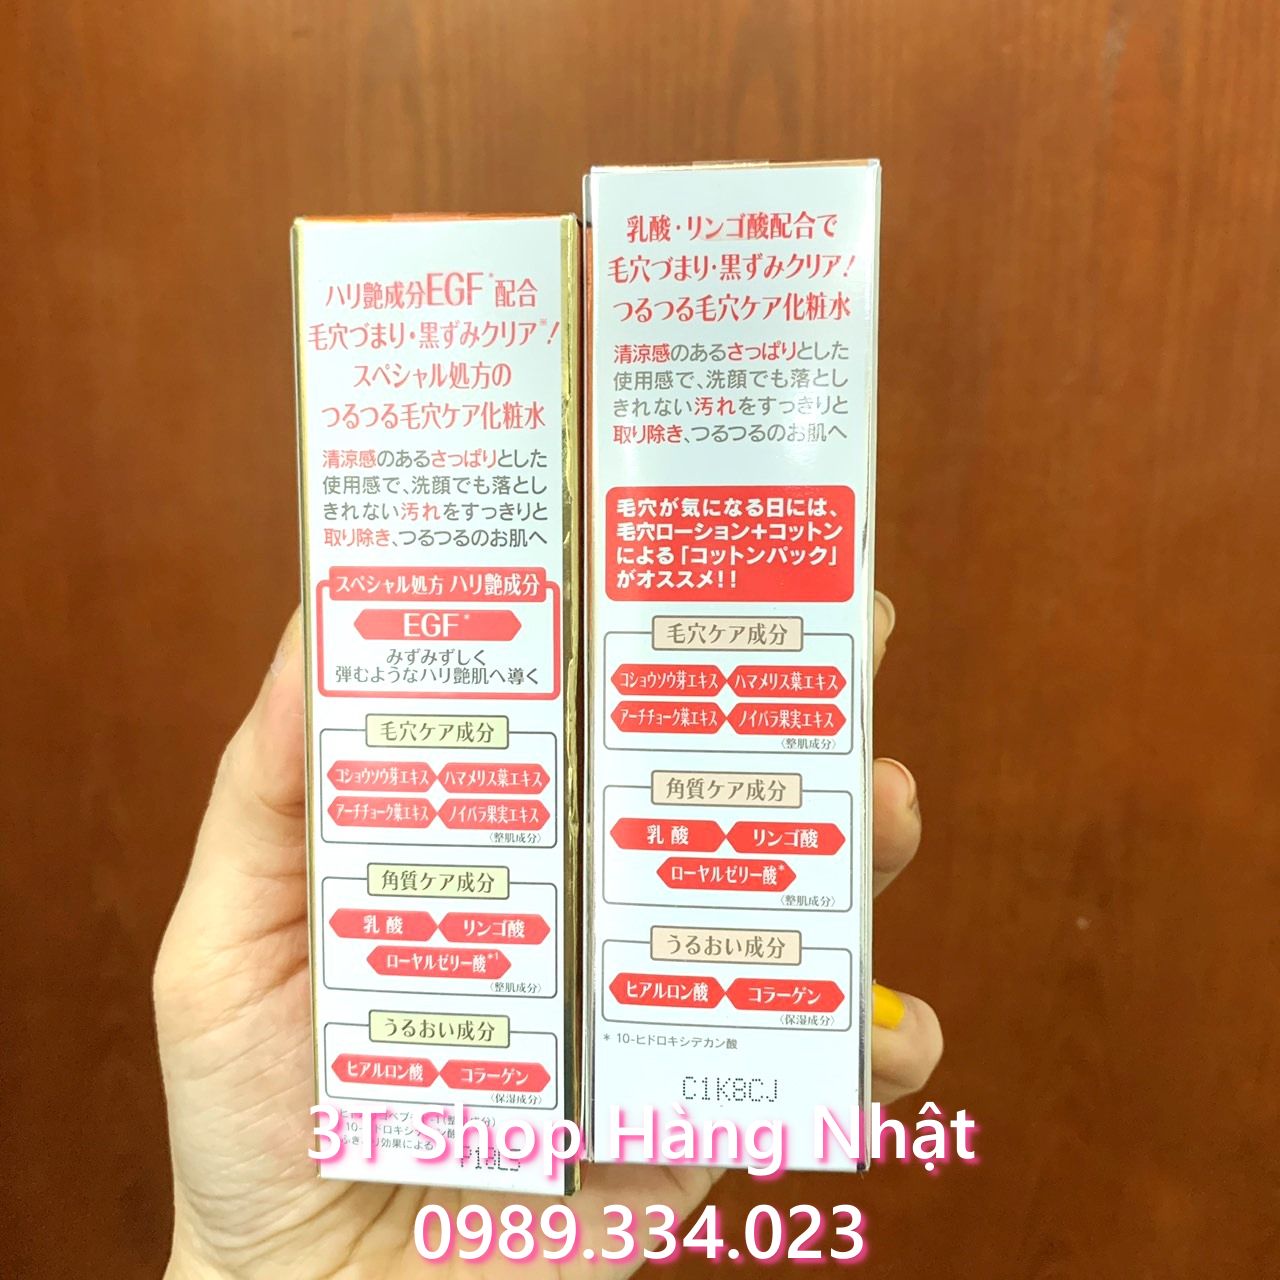 ハリ艶成分EGF*配合
毛穴づまり・黒ずみクリア※!
スペシャル処方の
つるつる毛穴ケア化粧水
清涼感のあるさっぱりとした
使用感で、洗顔でも落とし
きれない汚れをすっきりと
取り除き、つるつるのお肌へ
スペシャル処方 ハリ艶成分
EGF*
みずみずしく
弾むようなハリ艶肌へ導く
毛穴ケア成分
コショウソウ芽エキス ハマメリス葉エキス
アーチチョーク葉エキス ノイバラ果実エキス
〈整肌成分〉
角質ケア成分
乳酸 リンゴ酸
ローヤルゼリー酸*1
〈整肌成分〉
うるおい成分
ヒアルロン酸 コラーゲン
〈保湿成分〉
乳酸・リンゴ酸配合で
毛穴づまり・黒ずみクリア!
つるつる毛穴ケア化粧水
清涼感のあるさっぱりとした
使用感で、洗顔でも落とし
きれない汚れをすっきりと
取り除き、つるつるのお肌へ
毛穴が気になる日には、
毛穴ローション+コットン
による「コットンパック」
がオススメ!!
毛穴ケア成分
コショウソウ芽エキス ハマメリス葉エキス
アーチチョーク葉エキス ノイバラ果実エキス
〈整肌成分〉
角質ケア成分
乳酸 リンゴ酸
ローヤルゼリー酸*
〈整肌成分〉
うるおい成分
ヒアルロン酸 コラーゲン
〈保湿成分〉
* 10-ヒドロキシデカン酸
C1K8CJ
3T Shop Hàng Nhật
0989.334.023